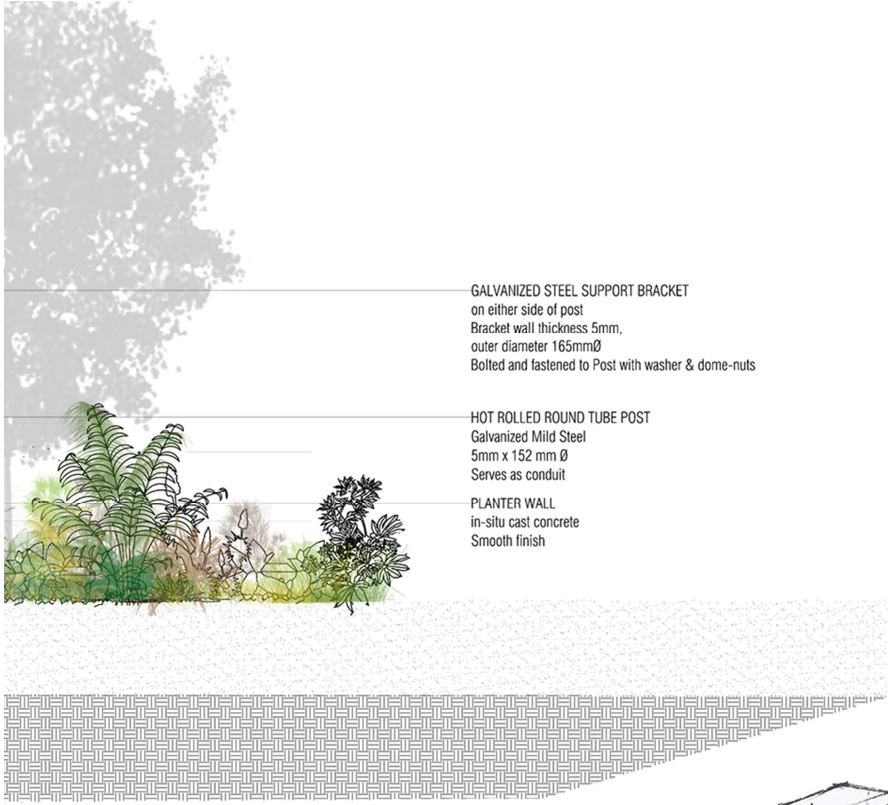 GALVANIZED STEEL SUPPORT BRACKET
on either side of post
Bracket wall thickness 5mm,
outer diameter 165mmØ
Bolted and fastened to Post with washer & dome-nuts
HOT ROLLED ROUND TUBE POST
Galvanized Mild Steel
5mm x 152 mm Ø
Serves as conduit
PLANTER WALL
in-situ cast concrete
Smooth finish